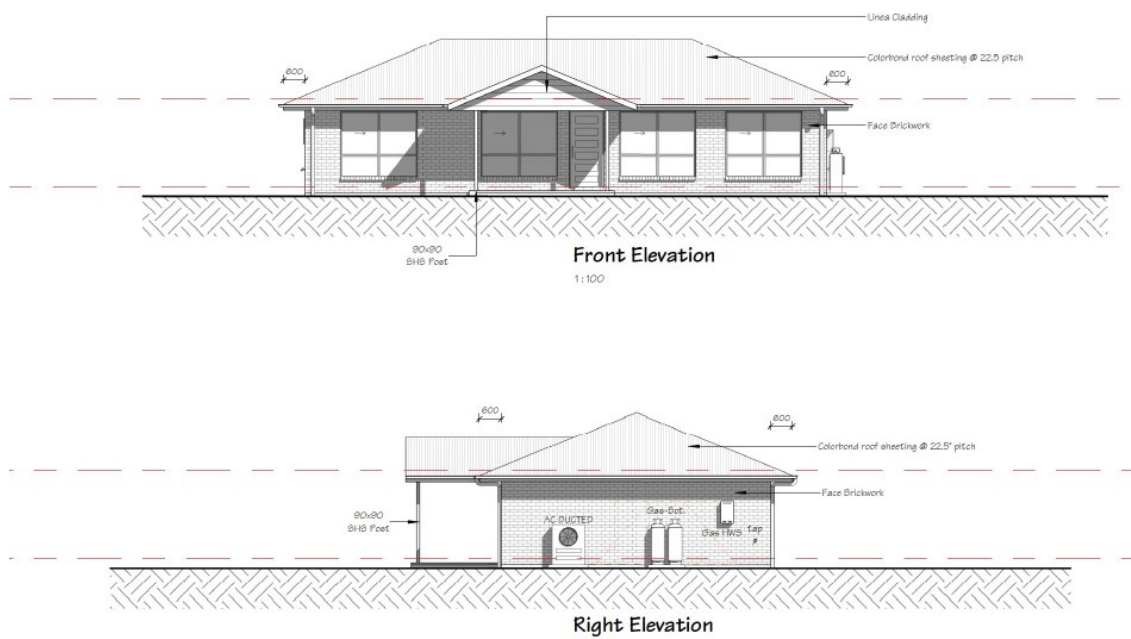 Linea Cladding
Colorbond roof sheeting @ 22.5 pitch
600
600
Face Brickwork
90x90
SHS Post
Front Elevation
1:100
600
600
Colorbond roof sheeting @ 22.5° pitch
Face Brickwork
90x90
SHS Post
AC DUCTED
Gas-Bot.
Gas HWS
tap
Right Elevation